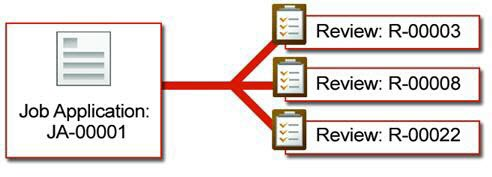 Job Application:
JA-00001
Review: R-00003
Review: R-00008
Review: R-00022